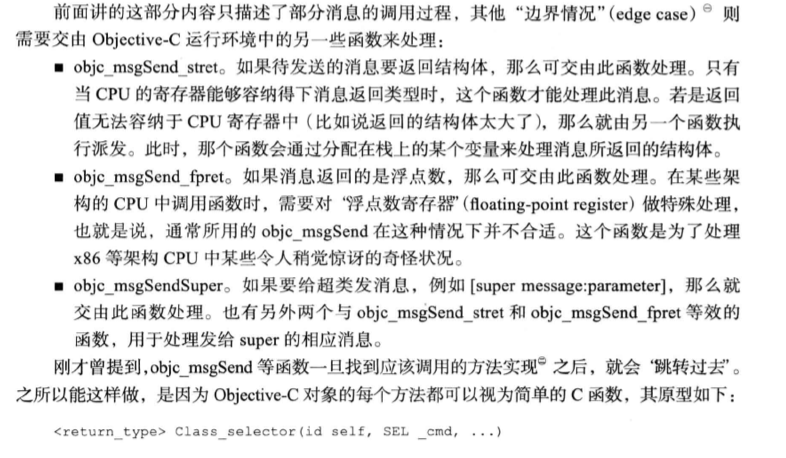 前面讲的这部分内容只描述了部分消息的调用过程，其他“边界情况”(edge case)㊀ 则
需要交由 Objective-C 运行环境中的另一些函数来处理：
■ objc_msgSend_stret。如果待发送的消息要返回结构体，那么可交由此函数处理。只有
当 CPU 的寄存器能够容纳得下消息返回类型时，这个函数才能处理此消息。若是返回
值无法容纳于 CPU 寄存器中（比如说返回的结构体太大了），那么就由另一个函数执
行派发。此时，那个函数会通过分配在栈上的某个变量来处理消息所返回的结构体。
■ objc_msgSend_fpret。如果消息返回的是浮点数，那么可交由此函数处理。在某些架
构的 CPU 中调用函数时，需要对“浮点数寄存器”(floating-point register) 做特殊处理，
也就是说，通常所用的 objc_msgSend 在这种情况下并不合适。这个函数是为了处理
x86 等架构 CPU 中某些令人稍觉惊讶的奇怪状况。
■ objc_msgSendSuper。如果要给超类发消息，例如 [super message:parameter]，那么就
交由此函数处理。也有另外两个与 objc_msgSend_stret 和 objc_msgSend_fpret 等效的
函数，用于处理发给 super 的相应消息。
刚才曾提到，objc_msgSend 等函数一旦找到应该调用的方法实现㊁ 之后，就会“跳转过去”。
之所以能这样做，是因为 Objective-C 对象的每个方法都可以视为简单的 C 函数，其原型如下：
<return_type> Class_selector(id self, SEL _cmd, ...)